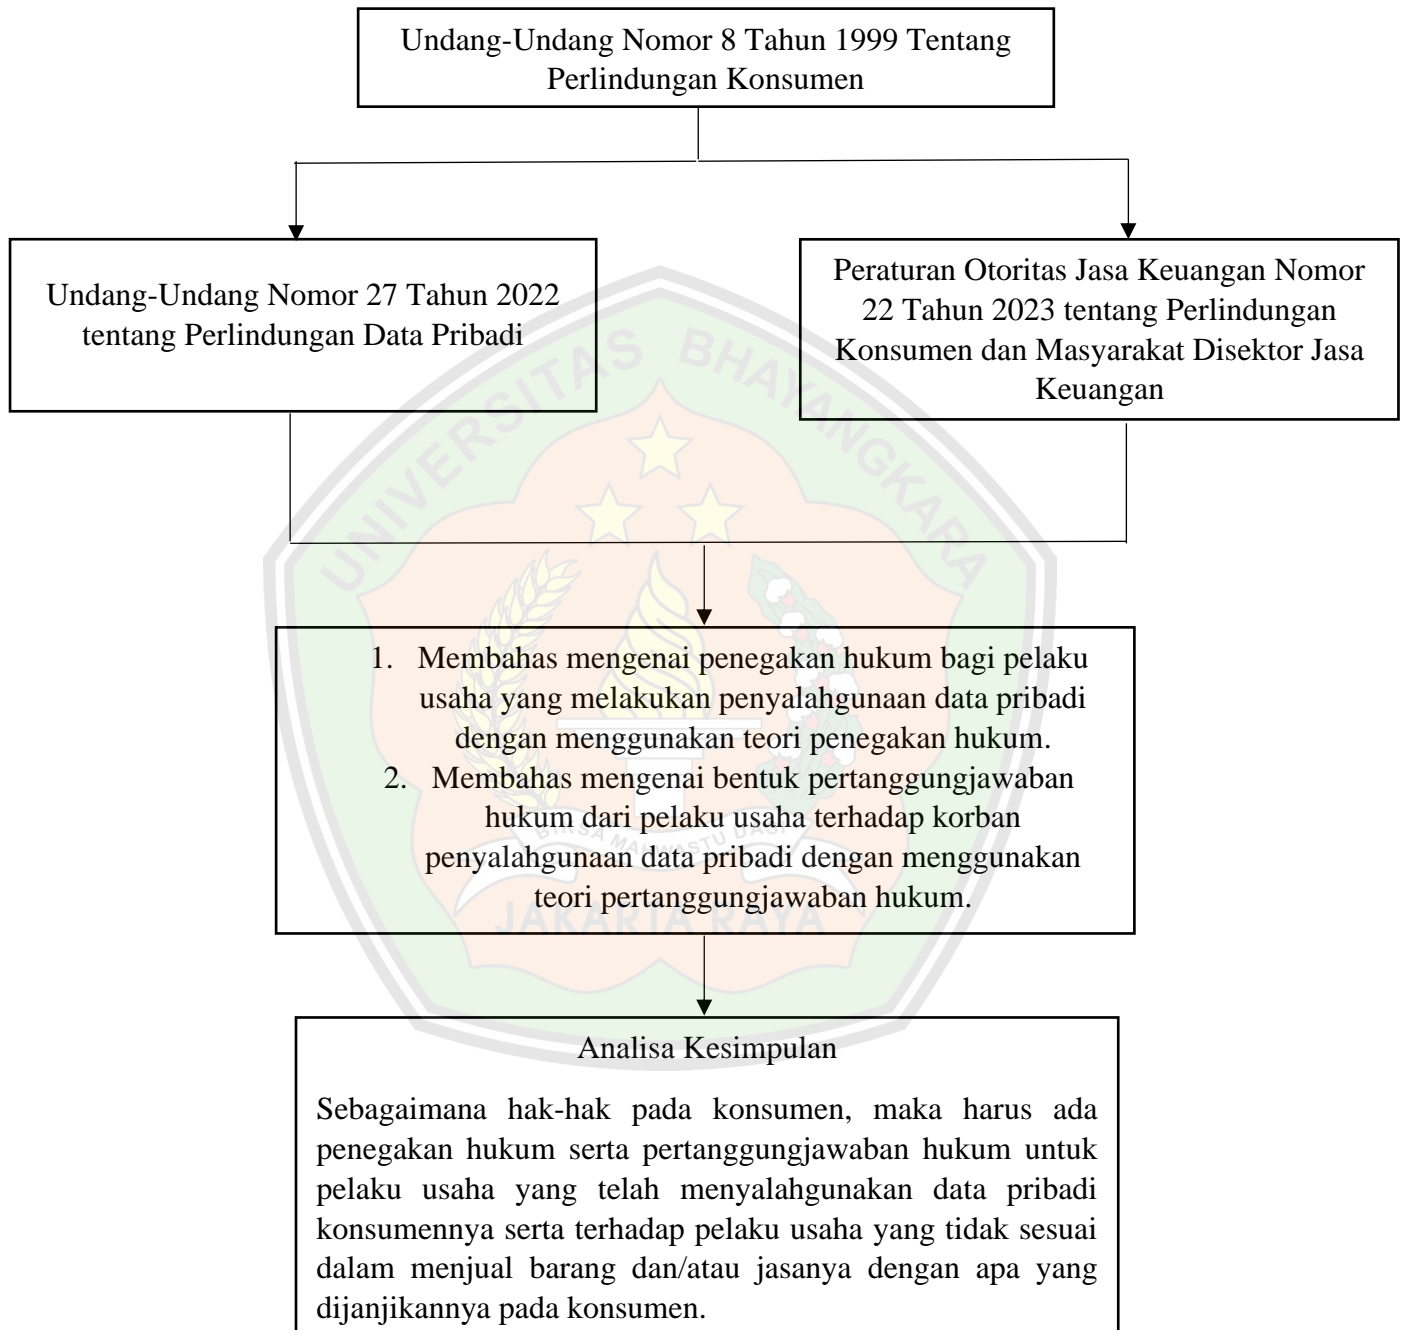 Undang-Undang Nomor 8 Tahun 1999 Tentang
Perlindungan Konsumen
Undang-Undang Nomor 27 Tahun 2022
tentang Perlindungan Data Pribadi
Peraturan Otoritas Jasa Keuangan Nomor
22 Tahun 2023 tentang Perlindungan
Konsumen dan Masyarakat Disektor Jasa
Keuangan
UNIVERSITAS BHAYANGKARA
1. Membahas mengenai penegakan hukum bagi pelaku
usaha yang melakukan penyalahgunaan data pribadi
dengan menggunakan teori penegakan hukum.
2. Membahas mengenai bentuk pertanggungjawaban
hukum dari pelaku usaha terhadap korban
penyalahgunaan data pribadi dengan menggunakan
teori pertanggungjawaban hukum.
MAHWASTU
JAKARTA RAYA
Analisa Kesimpulan
Sebagaimana hak-hak pada konsumen, maka harus ada
penegakan hukum serta pertanggungjawaban hukum untuk
pelaku usaha yang telah menyalahgunakan data pribadi
konsumennya serta terhadap pelaku usaha yang tidak sesuai
dalam menjual barang dan/atau jasanya dengan apa yang
dijanjikannya pada konsumen.